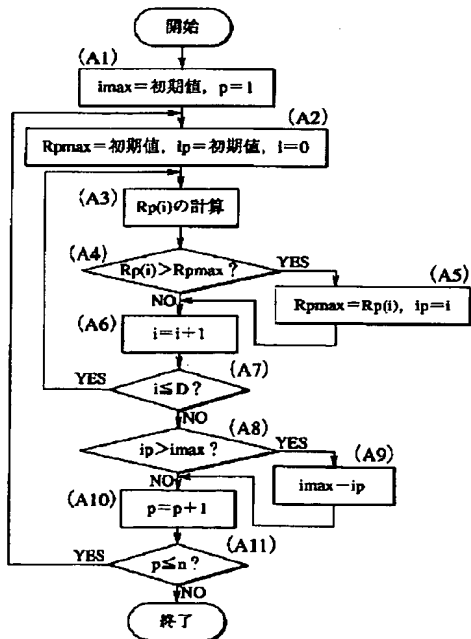 開始
(A1)
imax=初期値, p=1
(A2)
Rpmax=初期値, ip=初期値, i=0
(A3)
Rp(i)の計算
(A4)
Rp(i)>Rpmax?
YES
(A5)
NO
Rpmax=Rp(i), ip=i
(A6)
i=i+1
YES
(A7)
i≦D?
NO
(A8)
ip>imax?
YES
(A9)
NO
imax-ip
(A10)
p=p+1
YES
(A11)
p≦n?
NO
終了